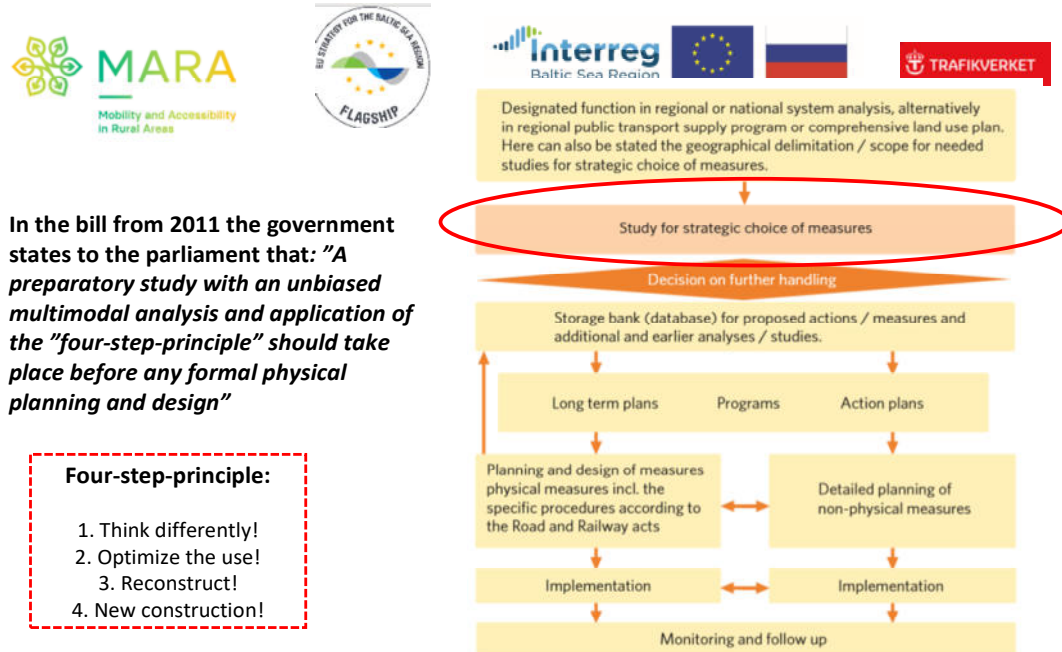 MARA
Mobility and Accessibility
in Rural Areas
EU STRATEGY FOR THE BALTIC SEA REGION
FLAGSHIP
Interreg
Baltic Sea Region
TRAFIKVERKET
In the bill from 2011 the government
states to the parliament that: ”A
preparatory study with an unbiased
multimodal analysis and application of
the ”four-step-principle” should take
place before any formal physical
planning and design”
Four-step-principle:
1. Think differently!
2. Optimize the use!
3. Reconstruct!
4. New construction!
Designated function in regional or national system analysis, alternatively
in regional public transport supply program or comprehensive land use plan.
Here can also be stated the geographical delimitation / scope for needed
studies for strategic choice of measures.
Study for strategic choice of measures
Decision on further handling
Storage bank (database) for proposed actions / measures and
additional and earlier analyses / studies.
Long term plans
Programs
Action plans
Planning and design of measures
physical measures incl. the
specific procedures according to
the Road and Railway acts
Detailed planning of
non-physical measures
Implementation
Implementation
Monitoring and follow up